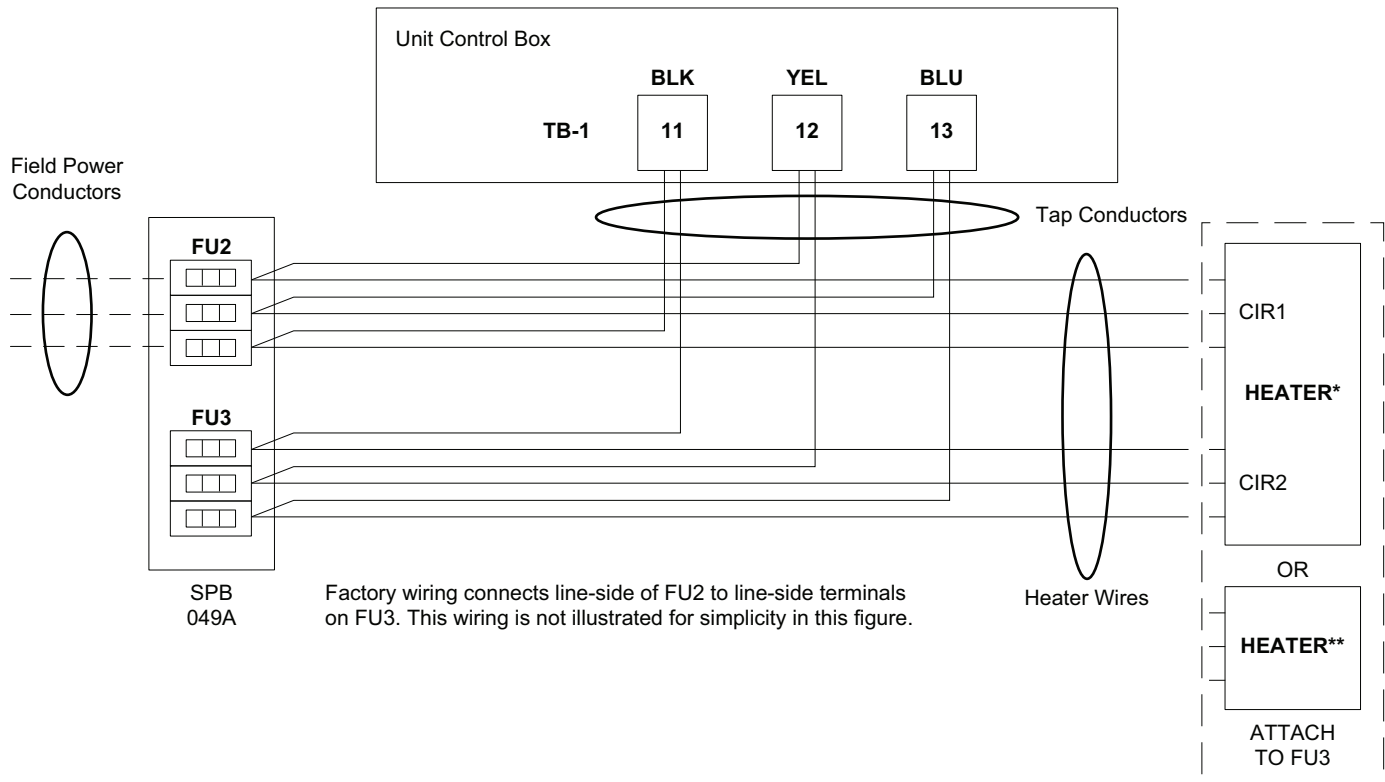 Unit Control Box
BLK YEL BLU
TB-1 11 12 13
Field Power
Conductors
Tap Conductors
FU2
CIR1
HEATER*
FU3
CIR2
SPB
049A
Factory wiring connects line-side of FU2 to line-side terminals
on FU3. This wiring is not illustrated for simplicity in this figure.
Heater Wires
OR
HEATER**
ATTACH
TO FU3